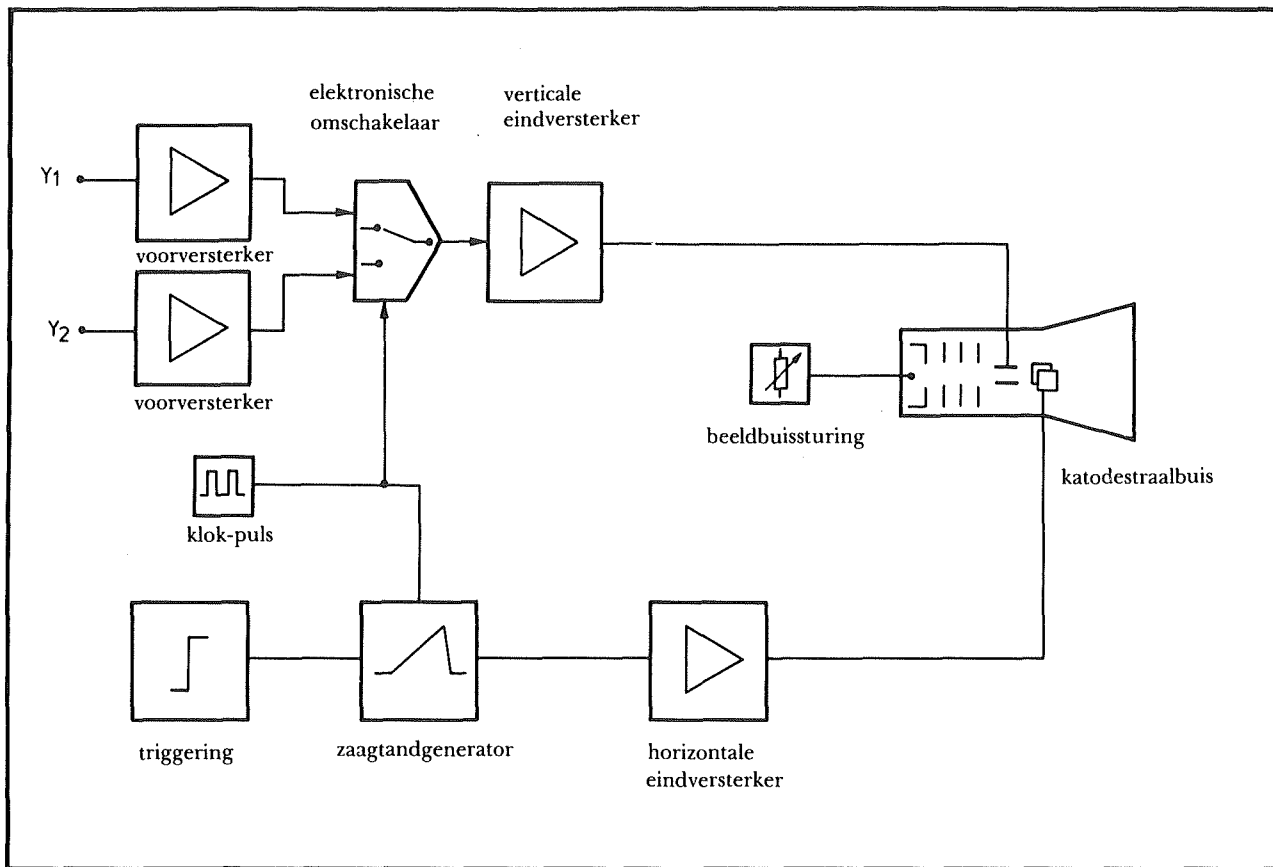 elektronische
omschakelaar
verticale
eindversterker
Y1
voorversterker
Y2
voorversterker
beeldbuissturing
katodestraalbuis
klok-puls
triggering
zaagtandgenerator
horizontale
eindversterker